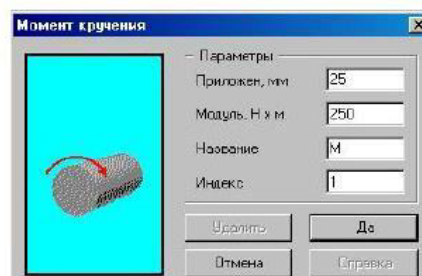 Момент кручения
Параметры
Приложен, мм 25
Модуль, Н х м 250
Название М
Индекс 1
Удалить Да
Отмена Справка